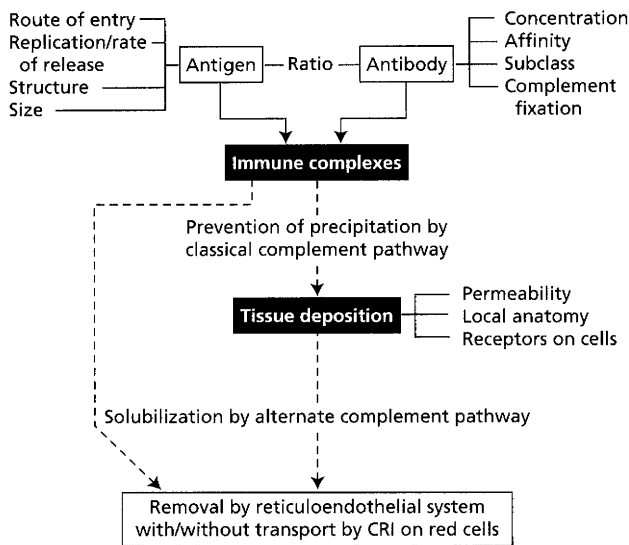 Route of entry
Replication/rate
of release
Structure
Size
Antigen
Ratio
Antibody
Concentration
Affinity
Subclass
Complement
fixation
Immune complexes
Prevention of precipitation by
classical complement pathway
Tissue deposition
Permeability
Local anatomy
Receptors on cells
Solubilization by alternate complement pathway
Removal by reticuloendothelial system
with/without transport by CRI on red cells